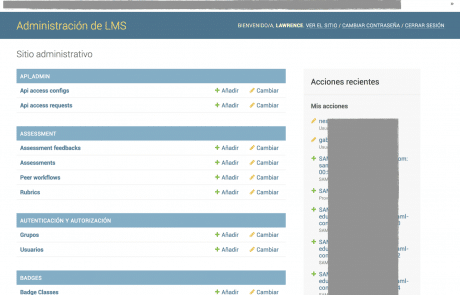 Administración de LMS
BIENVENIDO/A, LAWRENCE. VER EL SITIO / CAMBIAR CONTRASEÑA / CERRAR SESIÓN
Sitio administrativo
API_ADMIN
Api access configs + Añadir Cambiar
Api access requests + Añadir Cambiar
ASSESSMENT
Assessment feedbacks + Añadir Cambiar
Assessments + Añadir Cambiar
Peer workflows + Añadir Cambiar
Rubrics + Añadir Cambiar
AUTENTICACIÓN Y AUTORIZACIÓN
Grupos + Añadir Cambiar
Usuarios + Añadir Cambiar
BADGES
Badge Classes + Añadir Cambiar
Acciones recientes
Mis acciones